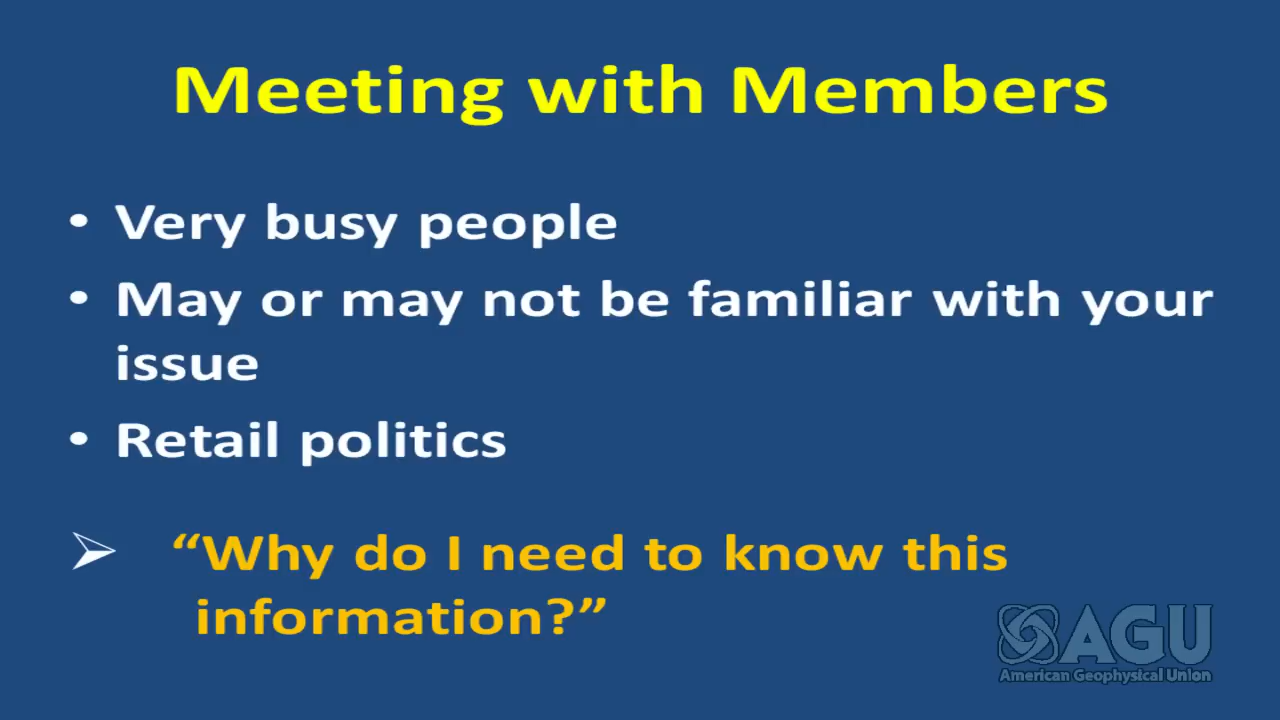 Meeting with Members
• Very busy people
• May or may not be familiar with your
issue
• Retail politics
➢ “Why do I need to know this
information?”
AGU
American Geophysical Union